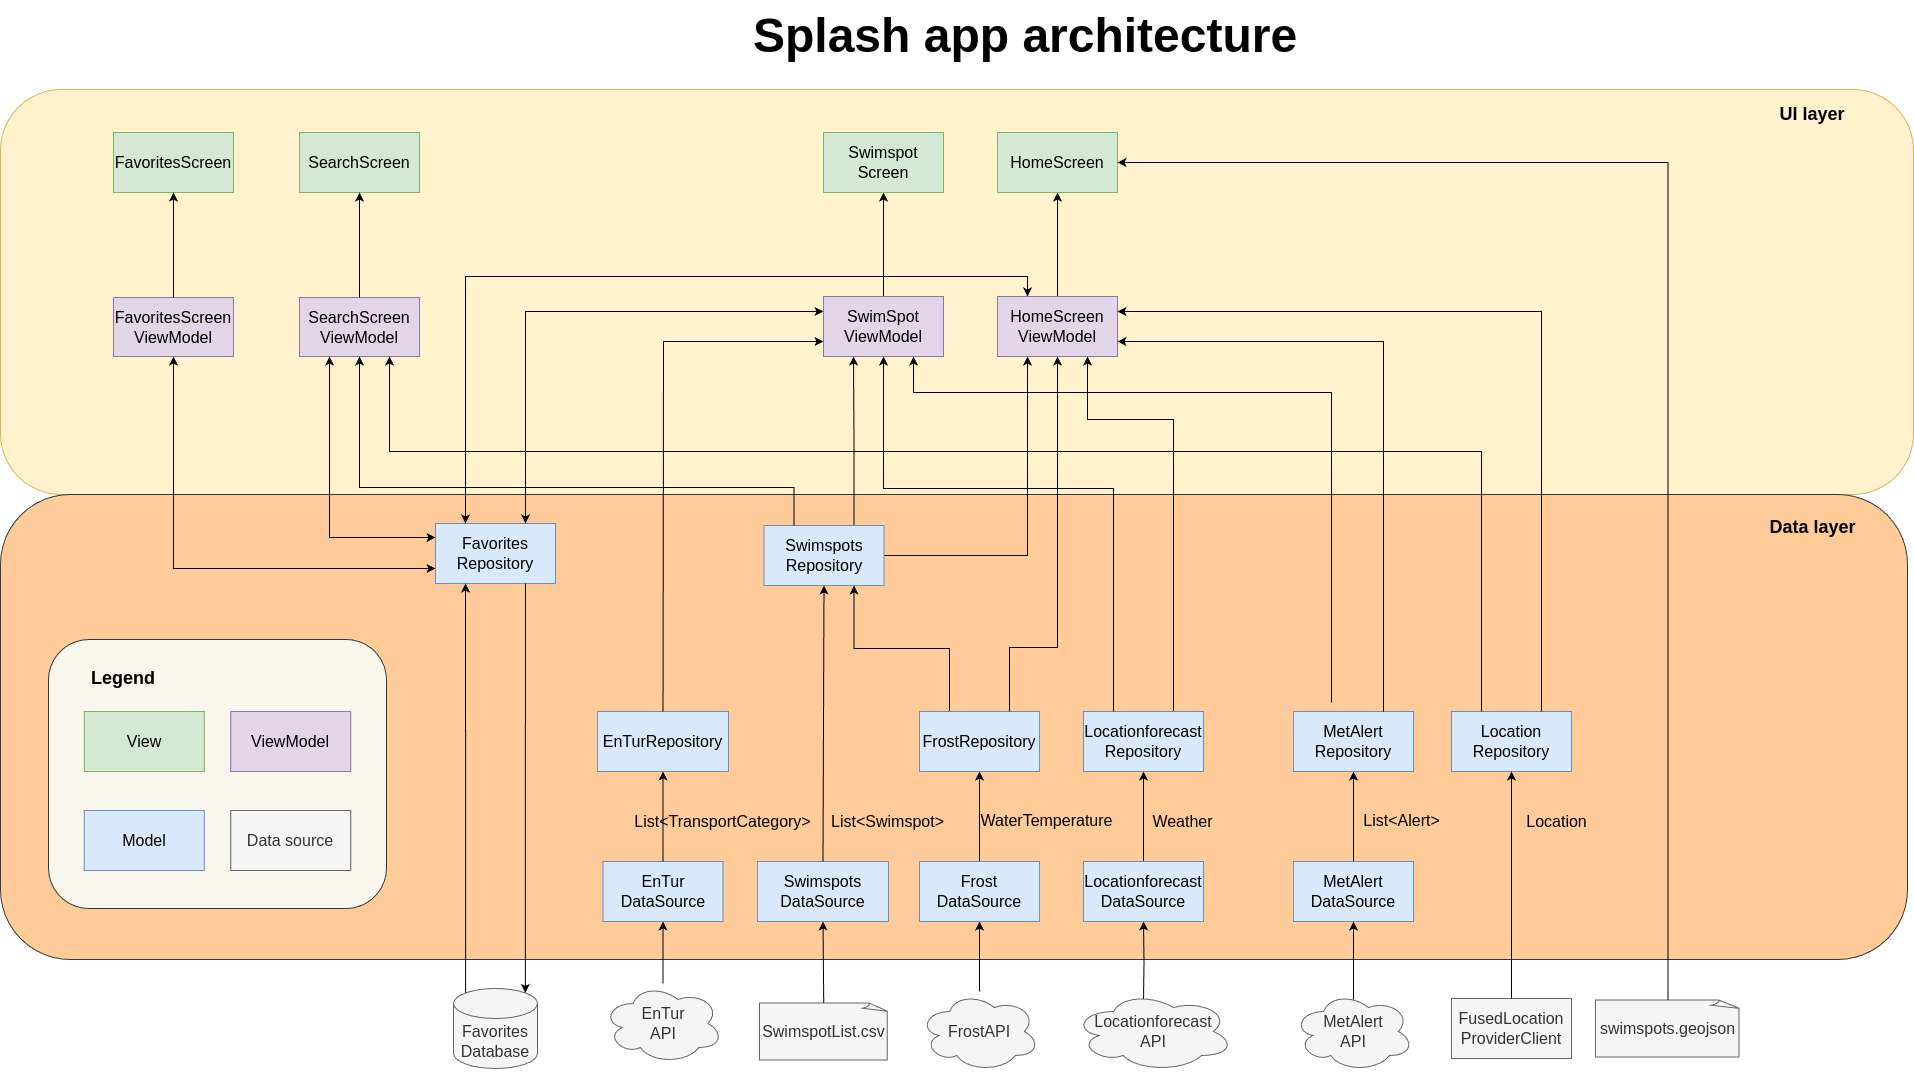 Splash app architecture
UI layer
FavoritesScreen
SearchScreen
Swimspot
Screen
HomeScreen
FavoritesScreen
ViewModel
SearchScreen
ViewModel
SwimSpot
ViewModel
HomeScreen
ViewModel
Data layer
Favorites
Repository
Swimspots
Repository
Legend
View
ViewModel
Model
Data source
EnTurRepository
FrostRepository
Locationforecast
Repository
MetAlert
Repository
Location
Repository
List<TransportCategory>
List<Swimspot>
WaterTemperature
Weather
List<Alert>
Location
EnTur
DataSource
Swimspots
DataSource
Frost
DataSource
Locationforecast
DataSource
MetAlert
DataSource
Favorites
Database
EnTur
API
SwimspotList.csv
FrostAPI
Locationforecast
API
MetAlert
API
FusedLocation
ProviderClient
swimspots.geojson